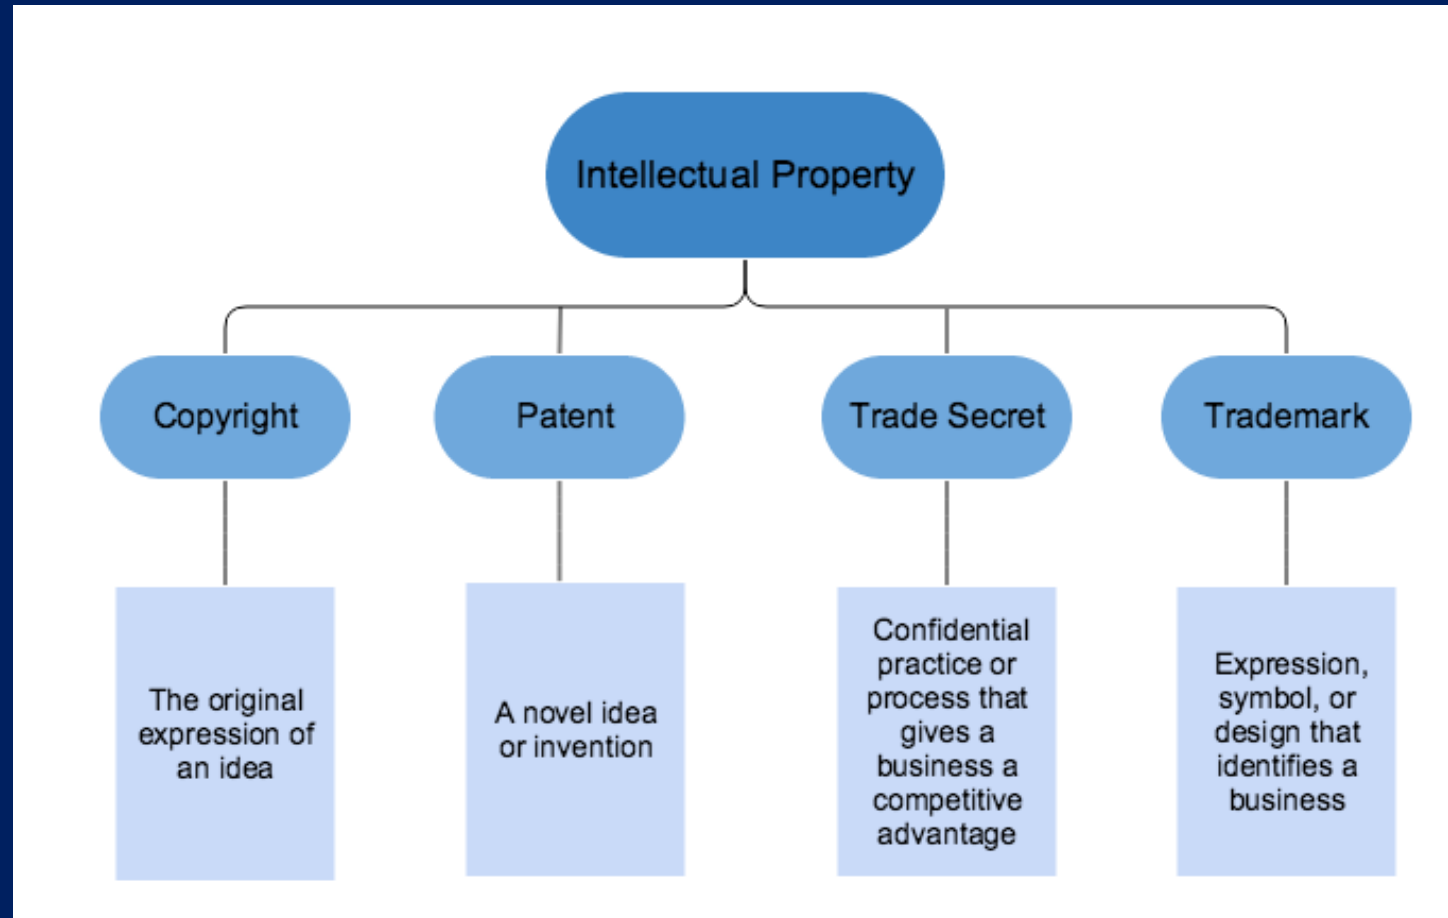 Intellectual Property
Copyright
Patent
Trade Secret
Trademark
The original
expression of
an idea
A novel idea
or invention
Confidential
practice or
process that
gives a
business a
competitive
advantage
Expression,
symbol, or
design that
identifies a
business